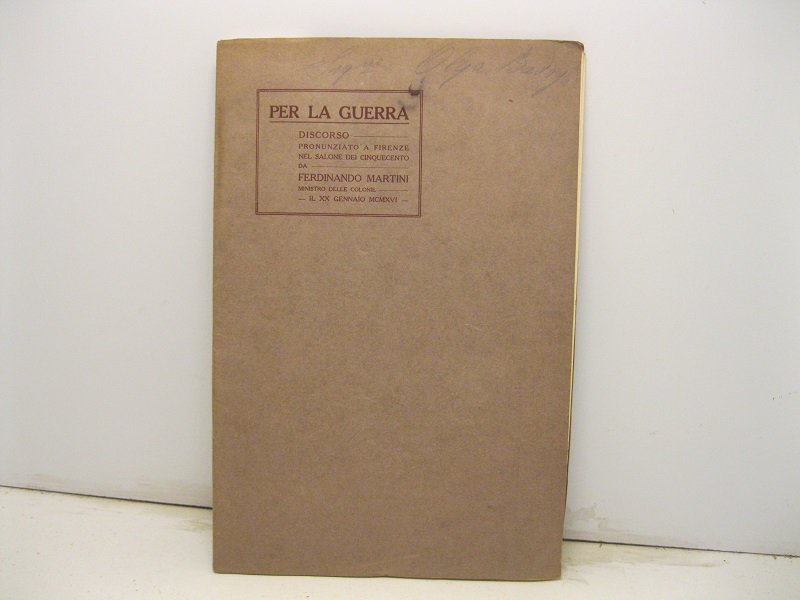 Olga
PER LA GUERRA
DISCORSO
PRONUNZIATO A FIRENZE
NEL SALONE DEI CINQUECENTO
DA
FERDINANDO MARTINI
MINISTRO DELLE COLONIE
— IL XX GENNAIO MCMXVI —